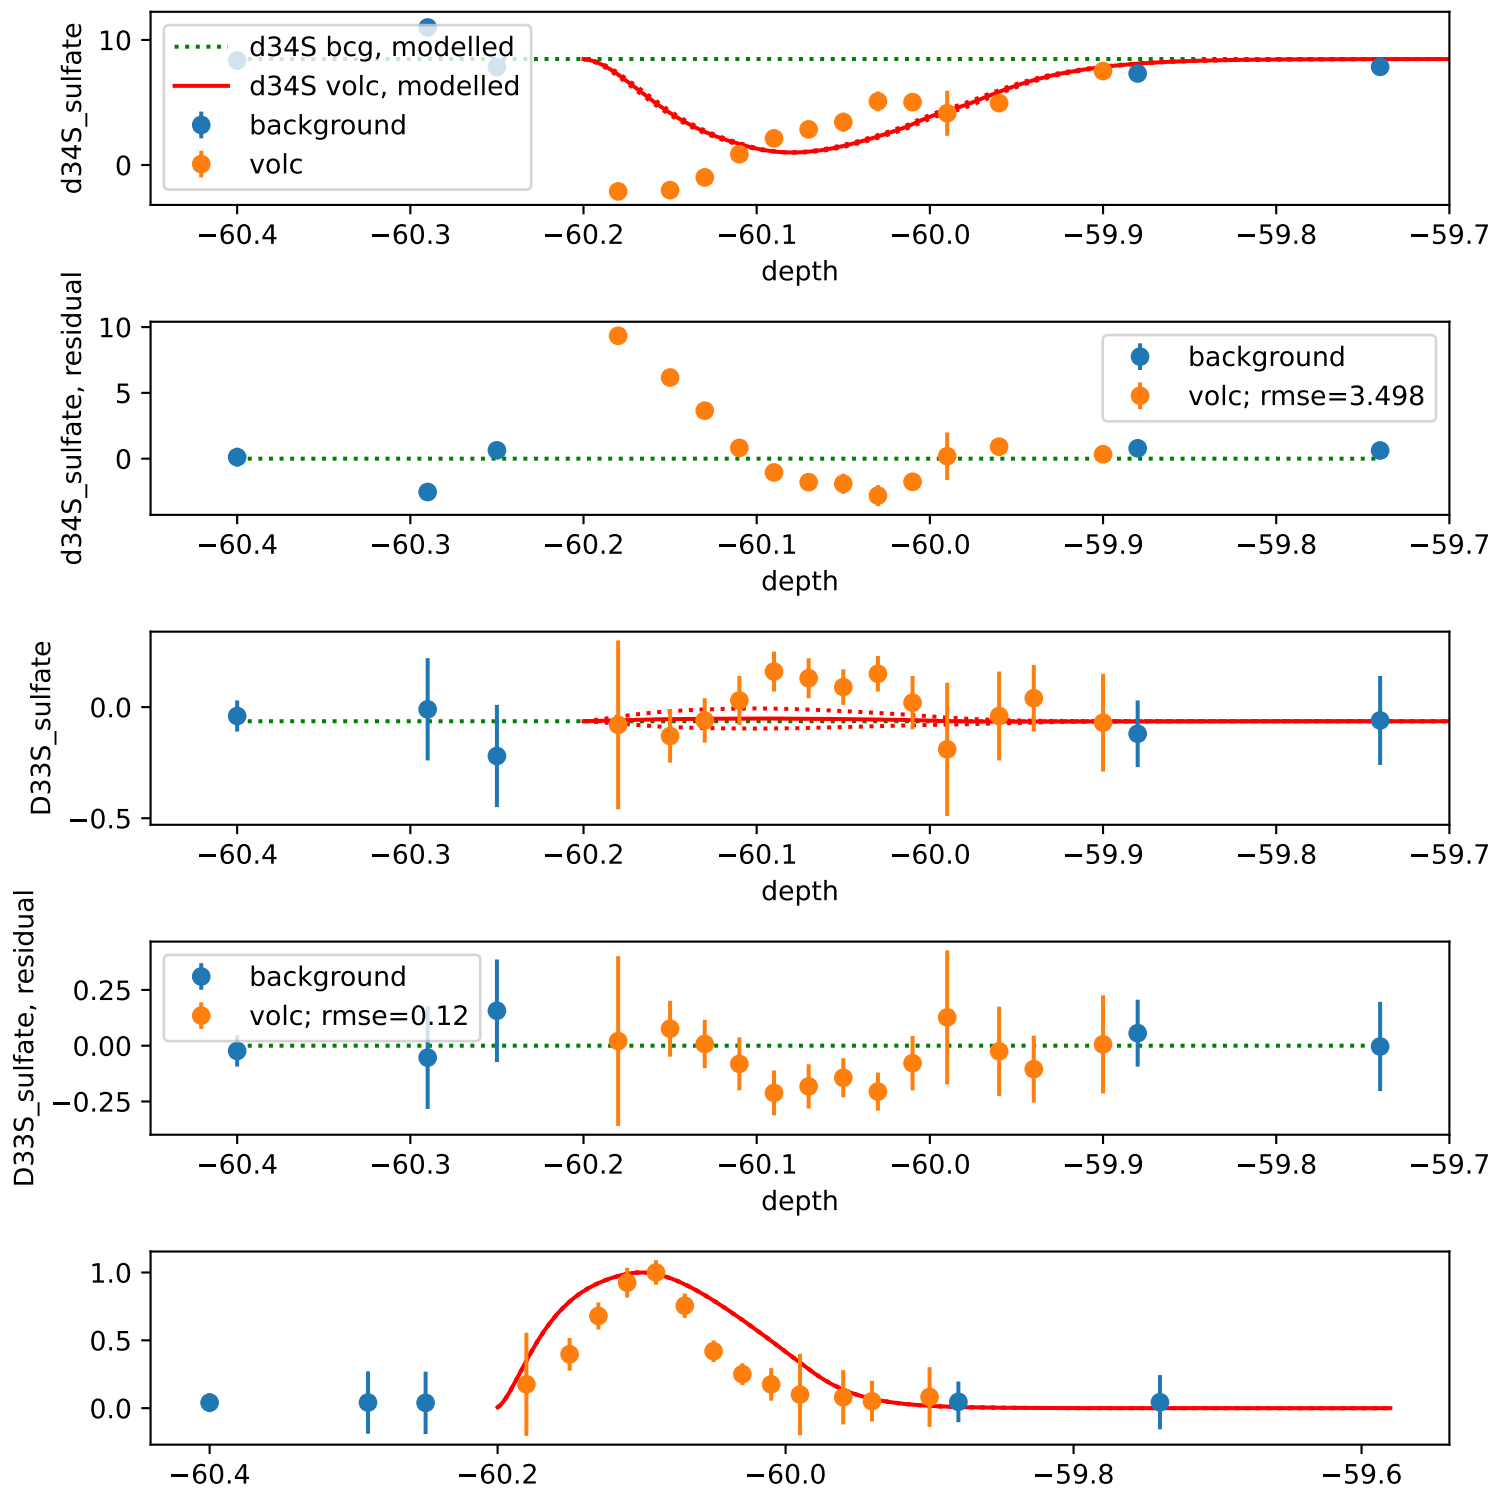 d34S_sulfate
10
0
d34S bcg, modelled
d34S volc, modelled
background
volc
−60.4 −60.3 −60.2 −60.1 −60.0 −59.9 −59.8 −59.7
depth
d34S_sulfate, residual
10
5
0
background
volc; rmse=3.498
−60.4 −60.3 −60.2 −60.1 −60.0 −59.9 −59.8 −59.7
depth
D33S_sulfate
0.0
−0.5
−60.4 −60.3 −60.2 −60.1 −60.0 −59.9 −59.8 −59.7
depth
D33S_sulfate, residual
0.25
0.00
−0.25
background
volc; rmse=0.12
−60.4 −60.3 −60.2 −60.1 −60.0 −59.9 −59.8 −59.7
depth
1.0
0.5
0.0
−60.4 −60.2 −60.0 −59.8 −59.6